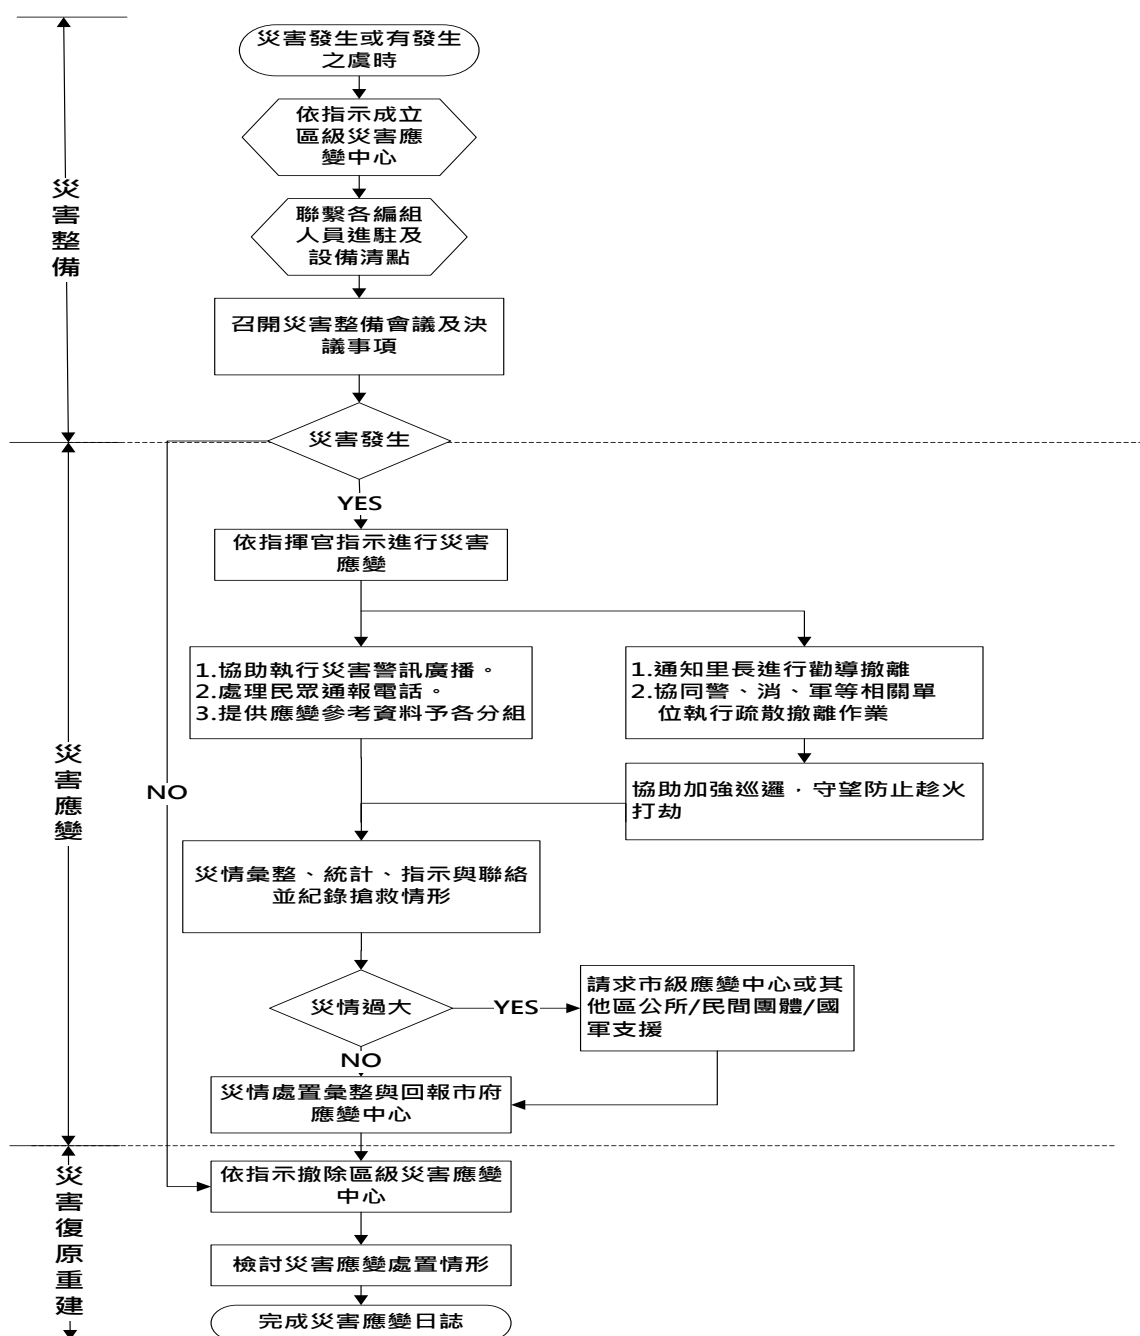 災害發生或有發生
之虞時
依指示成立
區級災害應
變中心
聯繫各編組
人員進駐及
設備清點
災害整備
召開災害整備會議及決
議事項
災害發生
YES
依指揮官指示進行災害
應變
1.協助執行災害警訊廣播。
2.處理民眾通報電話。
3.提供應變參考資料予各分組
1.通知里長進行勸導撤離
2.協同警、消、軍等相關單
位執行疏散撤離作業
災害應變
NO
協助加強巡邏，守望防止趁火
打劫
災情彙整、統計、指示與聯絡
並紀錄搶救情形
災情過大
YES
請求市級應變中心或其
他區公所/民間團體/國
軍支援
NO
災情處置彙整與回報市府
應變中心
災害復原重建
依指示撤除區級災害應變
中心
檢討災害應變處置情形
完成災害應變日誌